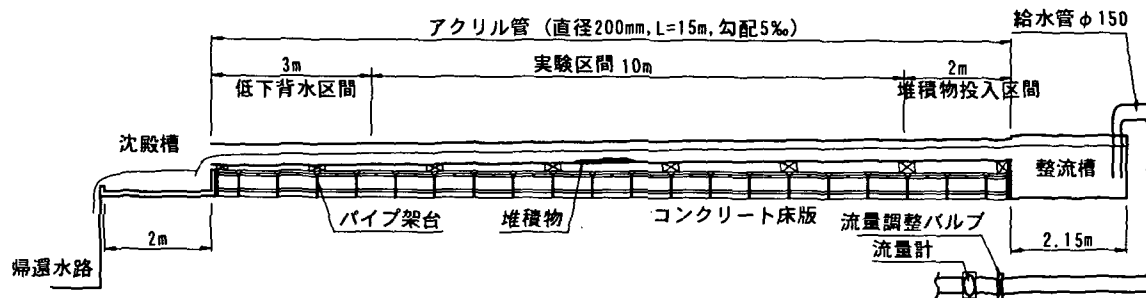 アクリル管 (直径200mm, L=15m, 勾配5‰)
給水管φ150
3m
実験区間 10m
2m
低下背水区間
堆積物投入区間
沈殿槽
整流槽
パイプ架台
堆積物
コンクリート床版
流量調整バルブ
2m
2.15m
流量計
帰還水路